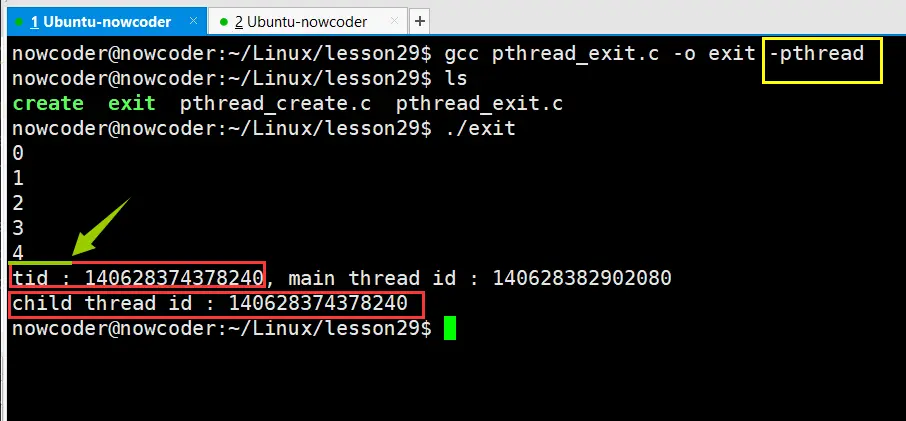 1 Ubuntu-nowcoder × 2 Ubuntu-nowcoder × +
nowcoder@nowcoder:~/Linux/lesson29$ gcc pthread_exit.c -o exit -pthread
nowcoder@nowcoder:~/Linux/lesson29$ ls
create  exit  pthread_create.c  pthread_exit.c
nowcoder@nowcoder:~/Linux/lesson29$ ./exit
0
1
2
3
4
tid : 140628374378240, main thread id : 140628382902080
child thread id : 140628374378240
nowcoder@nowcoder:~/Linux/lesson29$